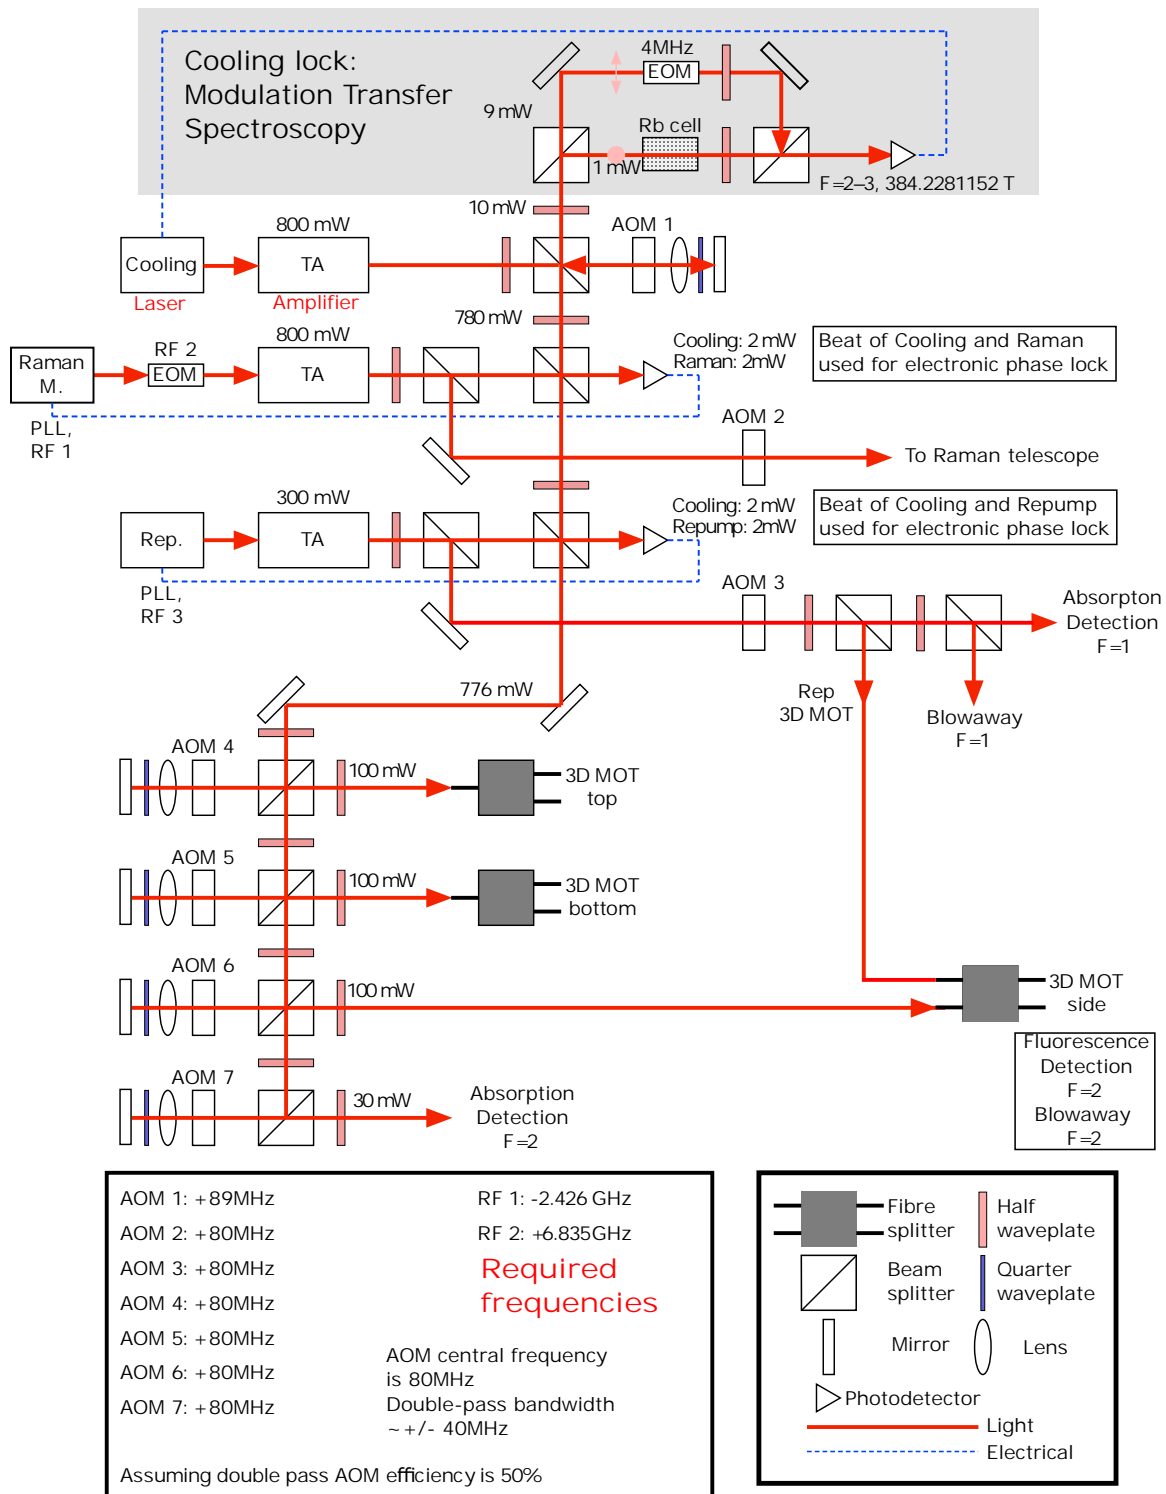 Cooling lock:
Modulation Transfer
Spectroscopy
4MHz
EOM
9 mW
Rb cell
1 mW
F=2–3, 384.2281152 T
10 mW
AOM 1
800 mW
Cooling
TA
Laser
Amplifier
780 mW
800 mW
RF 2
Raman
M.
EOM
TA
Cooling: 2 mW
Raman: 2mW
Beat of Cooling and Raman
used for electronic phase lock
PLL,
RF 1
AOM 2
To Raman telescope
300 mW
Rep.
TA
Cooling: 2 mW
Repump: 2mW
Beat of Cooling and Repump
used for electronic phase lock
PLL,
RF 3
AOM 3
Absorpton
Detection
F=1
Rep
3D MOT
Blowaway
F=1
776 mW
AOM 4
100 mW
3D MOT
top
AOM 5
100 mW
3D MOT
bottom
AOM 6
100 mW
3D MOT
side
Fluorescence
Detection
F=2
Blowaway
F=2
AOM 7
30 mW
Absorption
Detection
F=2
AOM 1: +89MHz
AOM 2: +80MHz
AOM 3: +80MHz
AOM 4: +80MHz
AOM 5: +80MHz
AOM 6: +80MHz
AOM 7: +80MHz
RF 1: -2.426 GHz
RF 2: +6.835GHz
Required
frequencies
AOM central frequency
is 80MHz
Double-pass bandwidth
~ +/- 40MHz
Assuming double pass AOM efficiency is 50%
Fibre
splitter
Half
waveplate
Beam
splitter
Quarter
waveplate
Mirror
Lens
Photodetector
Light
Electrical